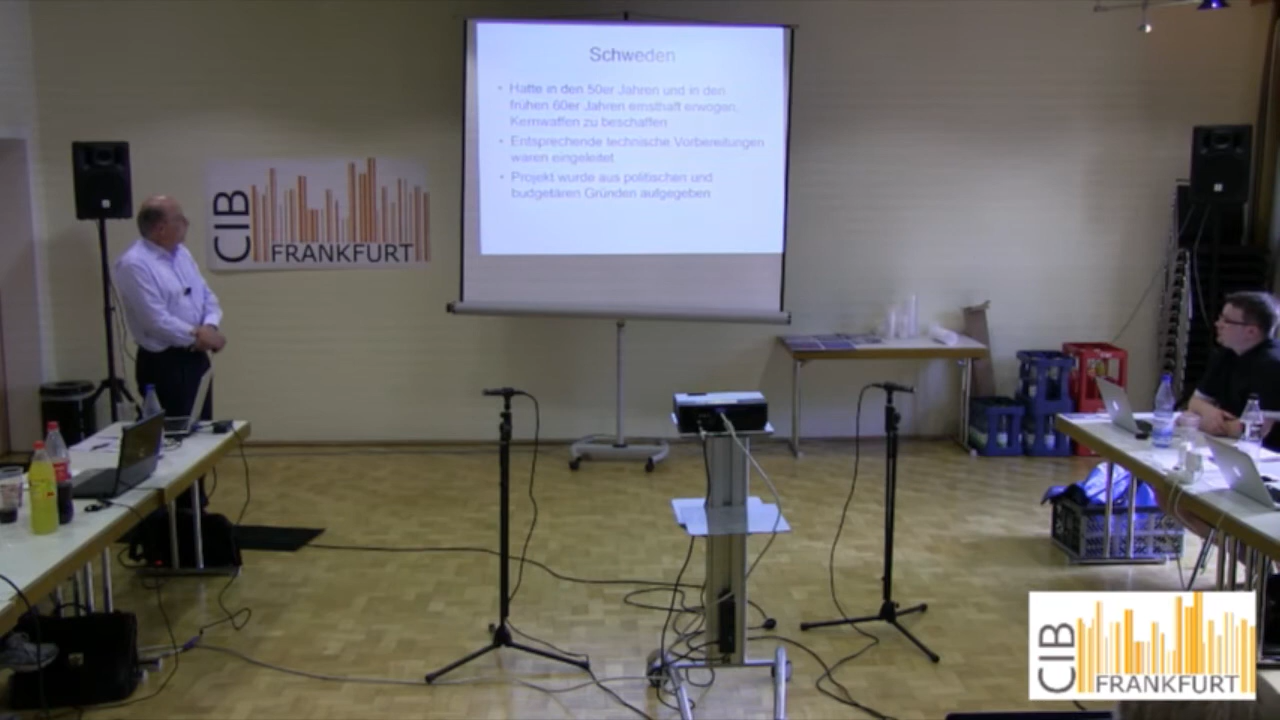 Schweden
• Hatte in den 50er Jahren und in den
frühen 60er Jahren ernsthaft erwogen,
Kernwaffen zu beschaffen
• Entsprechende technische Vorbereitungen
waren eingeleitet
• Projekt wurde aus politischen und
budgetären Gründen aufgegeben
CIB
FRANKFURT
CIB
FRANKFURT